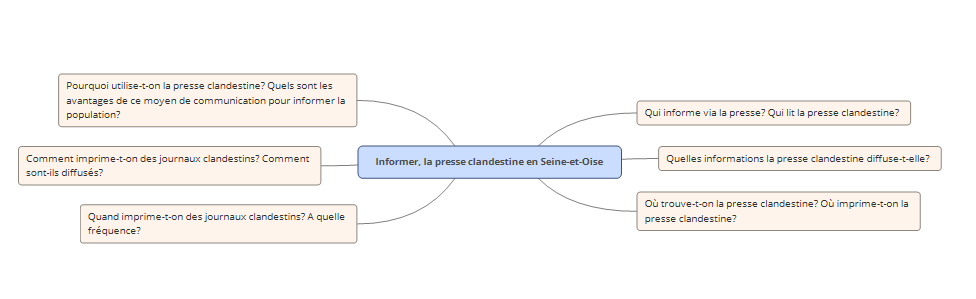 Pourquoi utilise-t-on la presse clandestine? Quels sont les
avantages de ce moyen de communication pour informer la
population?
Comment imprime-t-on des journaux clandestins? Comment
sont-ils diffusés?
Quand imprime-t-on des journaux clandestins? A quelle
fréquence?
Informer, la presse clandestine en Seine-et-Oise
Qui informe via la presse? Qui lit la presse clandestine?
Quelles informations la presse clandestine diffuse-t-elle?
Où trouve-t-on la presse clandestine? Où imprime-t-on la
presse clandestine?